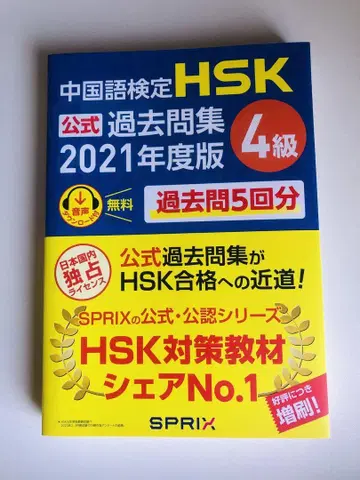 中国語検定HSK
公式 過去問集
2021年度版
4級
音声
ダウンロード付
無料
過去問5回分
日本国内
独占
ライセンス
公式過去問集が
HSK合格への近道!
SPRIXの公式・公認シリーズ
HSK対策教材
シェアNo.1
好評につき
増刷!
SPRIX